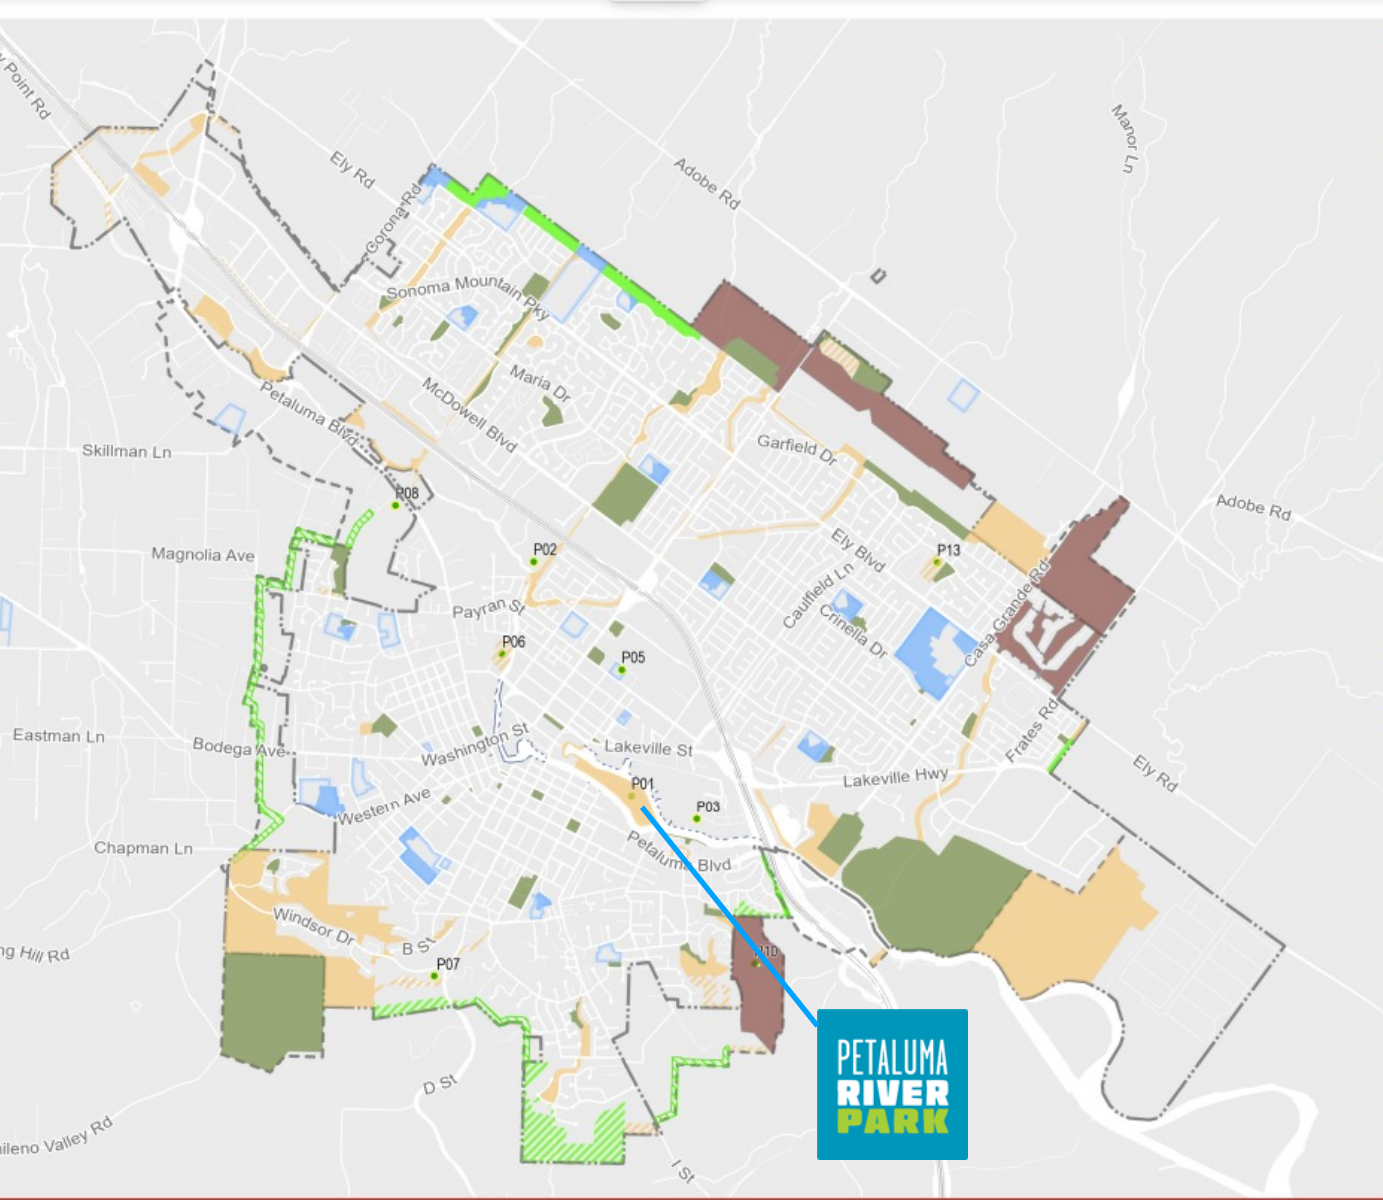 Ely Rd
Adobe Rd
Manor Ln
Corona Rd
Sonoma Mountain Pky
Maria Dr
McDowell Blvd
Petaluma Blvd
Skillman Ln
Garfield Dr
P08
Adobe Rd
Magnolia Ave
P02
Ely Blvd
P13
Caulfield Ln
Casa Grande Rd
Payran St
Crinella Dr
P06
P05
Eastman Ln
Bodega Ave
Washington St
Lakeville St
Frates Rd
Ely Rd
Lakeville Hwy
P01
Western Ave
P03
Chapman Ln
Petaluma Blvd
Windsor Dr
B St
Hill Rd
P07
P10
PETALUMA
RIVER
PARK
D St
Valley Rd
I St
Point Rd